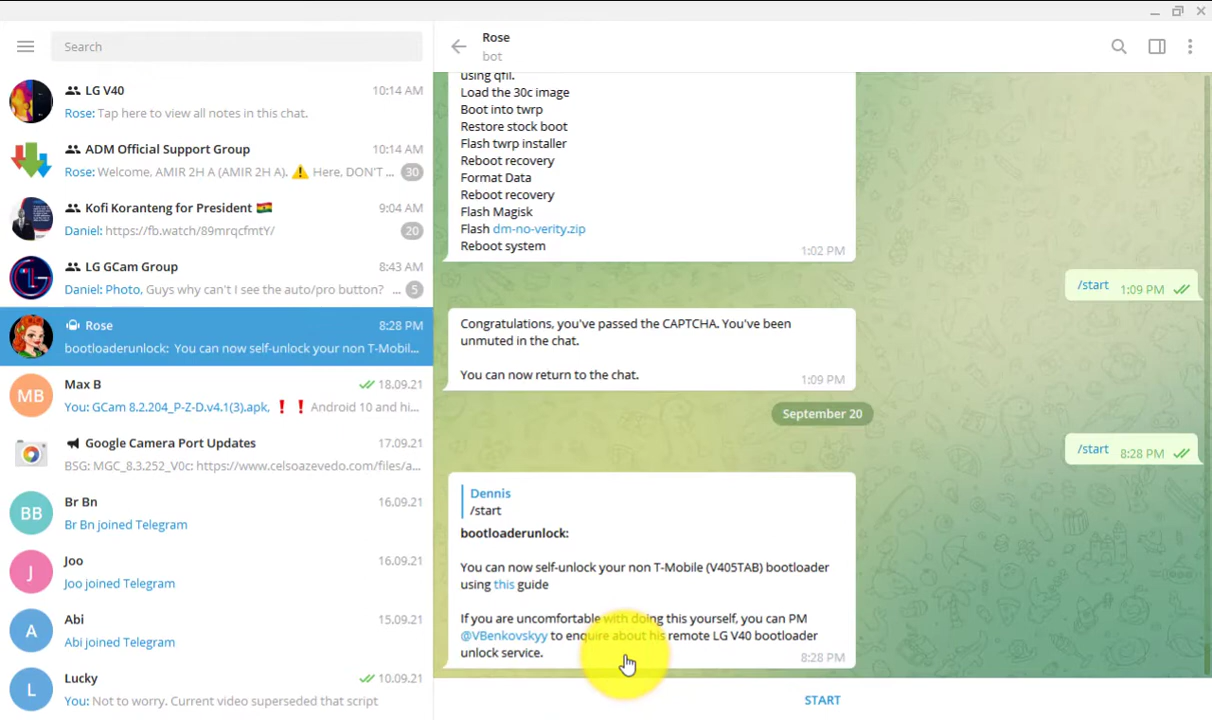 Search
LG V40
10:14 AM
Rose: Tap here to view all notes in this chat.
ADM Official Support Group
10:14 AM
Rose: Welcome, AMIR 2H A (AMIR 2H A). ⚠️ Here, DON'T ...
30
Kofi Koranteng for President 🇬🇭
9:04 AM
Daniel: https://fb.watch/89mrqcfmtY/
20
LG GCam Group
8:43 AM
Daniel: Photo, Guys why can't I see the auto/pro button? ...
5
Rose
8:28 PM
bootloaderunlock: You can now self-unlock your non T-Mobil...
MB
Max B
18.09.21
You: GCam 8.2.204_P-Z-D.v4.1(3).apk, ❗ ❗ Android 10 and hi...
Google Camera Port Updates
17.09.21
BSG: MGC_8.3.252_V0c: https://www.celsoazevedo.com/files/a...
BB
Br Bn
16.09.21
Br Bn joined Telegram
J
Joo
16.09.21
Joo joined Telegram
A
Abi
15.09.21
Abi joined Telegram
L
Lucky
10.09.21
You: Not to worry. Current video superseded that script
Rose
bot
using qfil.
Load the 30c image
Boot into twrp
Restore stock boot
Flash twrp installer
Reboot recovery
Format Data
Reboot recovery
Flash Magisk
Flash dm-no-verity.zip
Reboot system
1:02 PM
/start 1:09 PM
Congratulations, you've passed the CAPTCHA. You've been
unmuted in the chat.
You can now return to the chat.
1:09 PM
September 20
/start 8:28 PM
Dennis
/start
bootloaderunlock:
You can now self-unlock your non T-Mobile (V405TAB) bootloader
using this guide
If you are uncomfortable with doing this yourself, you can PM
@VBenkovskyy to enquire about his remote LG V40 bootloader
unlock service.
8:28 PM
START